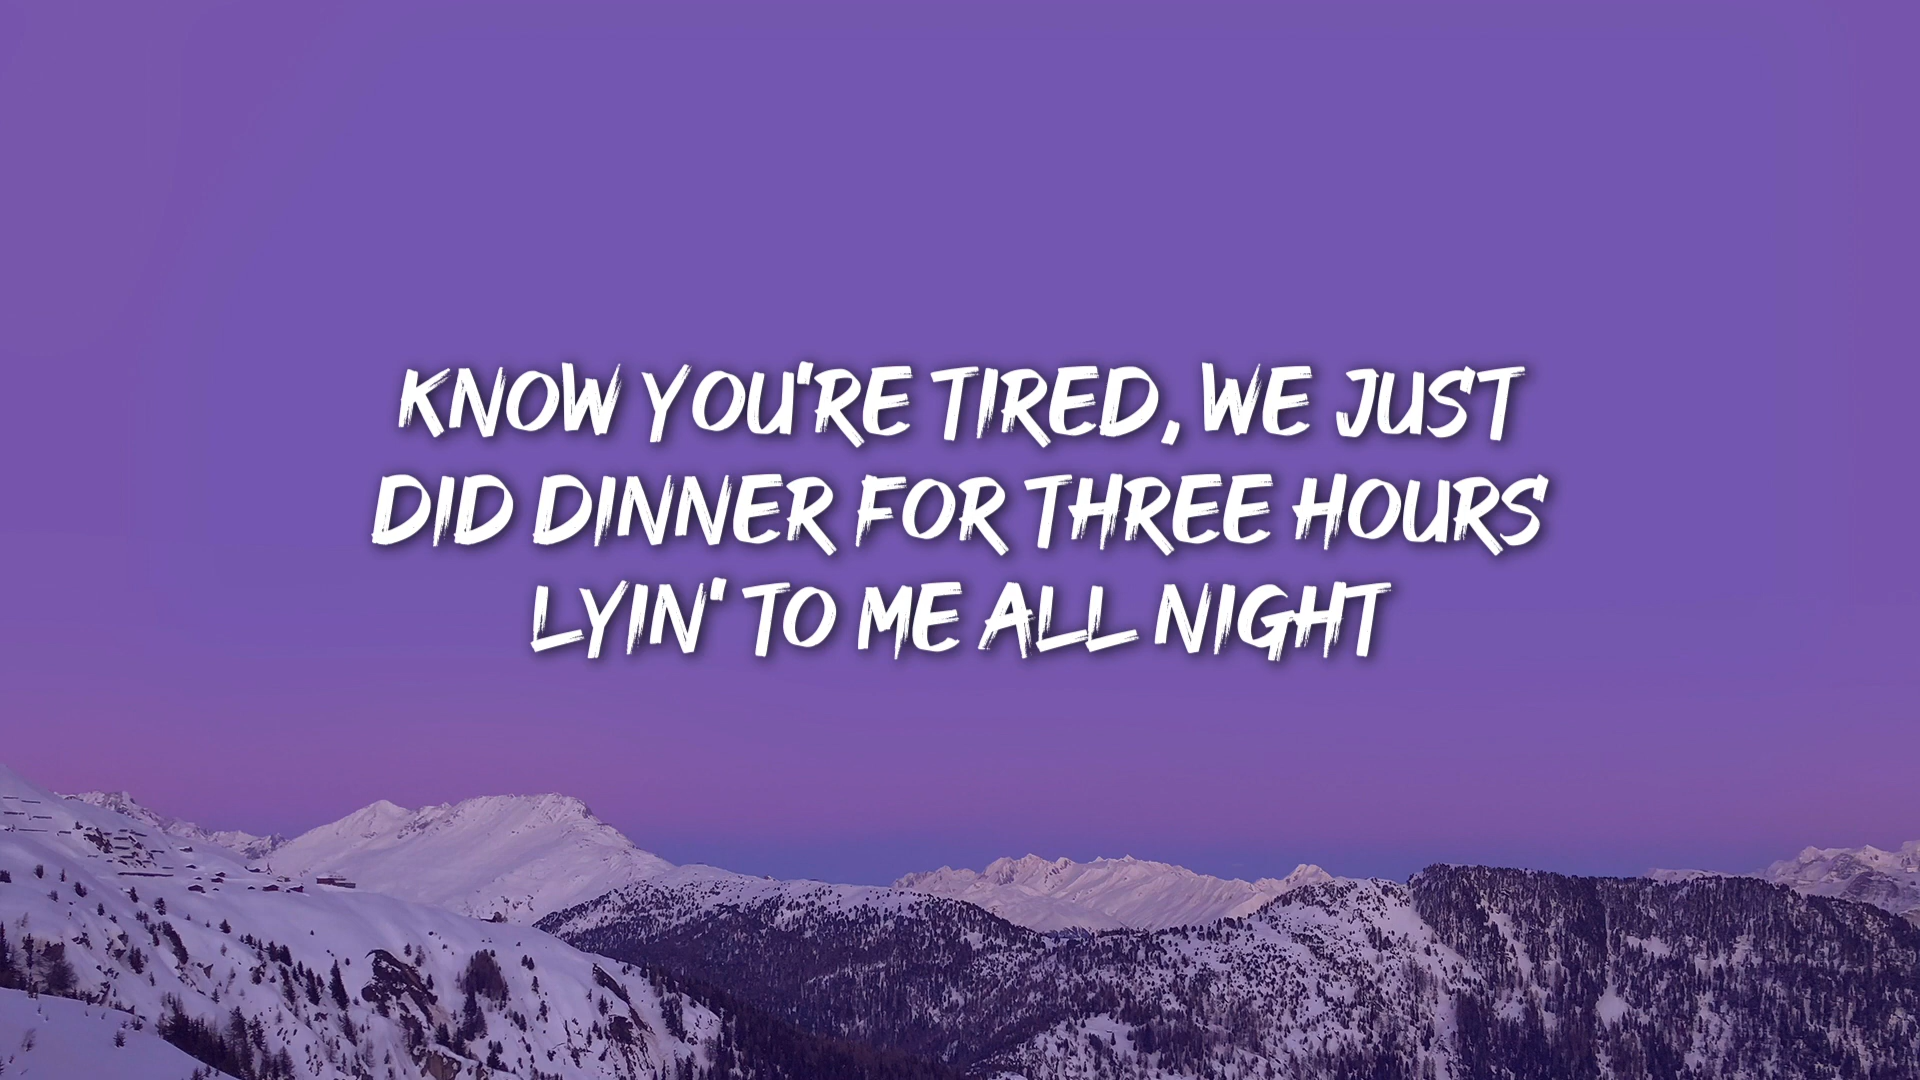 KNOW YOU'RE TIRED, WE JUST
DID DINNER FOR THREE HOURS
LYIN' TO ME ALL NIGHT